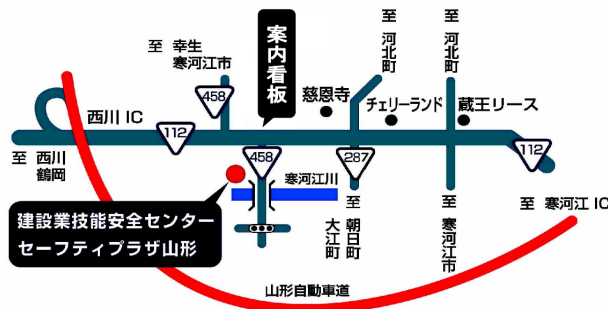 至 幸生
寒河江市
458
案内看板
至 河北町
至 河北町
西川 IC
慈恩寺
チェリーランド
蔵王リース
112
458
287
112
至 西川
鶴岡
寒河江川
至 朝日町
大江町
至 寒河江市
至 寒河江 IC
建設業技能安全センター
セーフティプラザ山形
山形自動車道